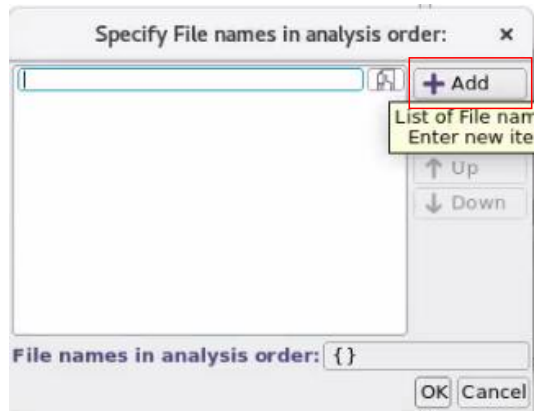 Specify File names in analysis order:
Add
List of File nam
Enter new ite
Up
Down
File names in analysis order: {}
OK Cancel